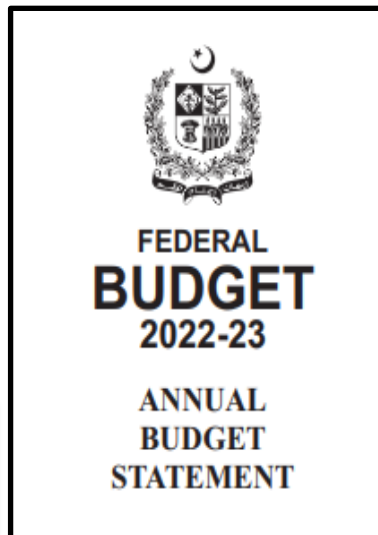 FEDERAL
BUDGET
2022-23
ANNUAL
BUDGET
STATEMENT